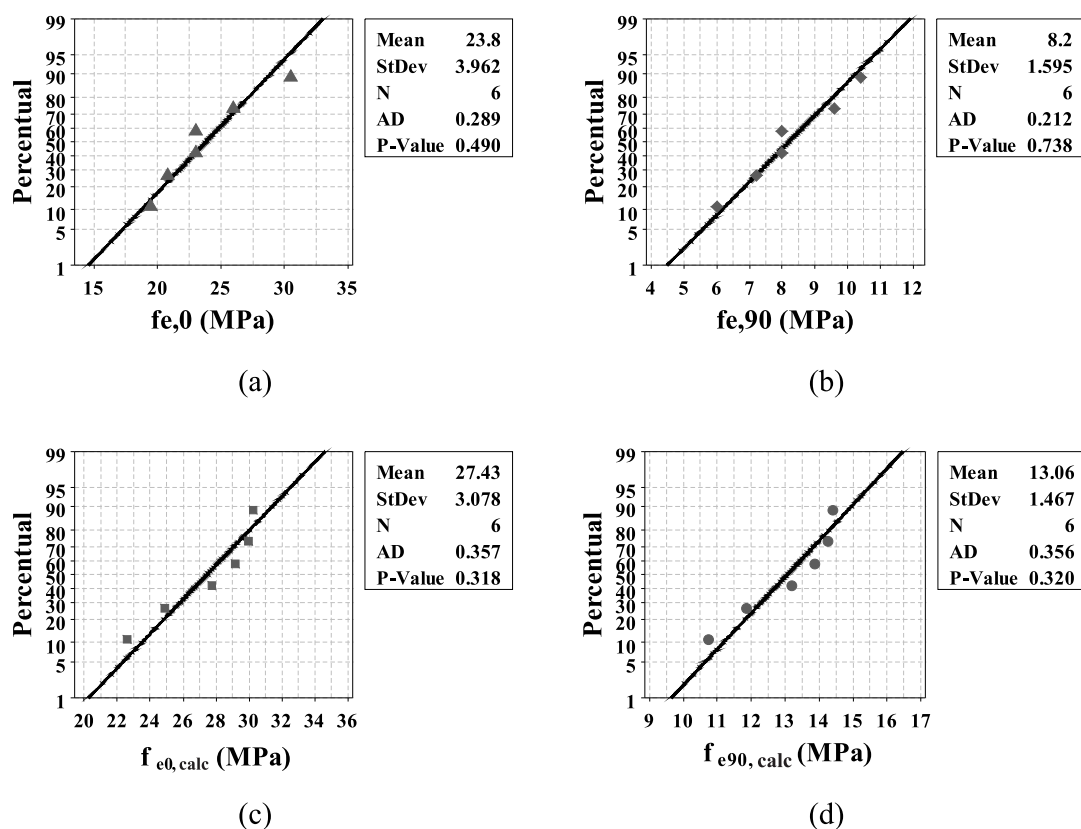 99
95
90
80
70
60
50
40
30
20
10
5
1
Percentual
15 20 25 30 35
fe,0 (MPa)
Mean 23.8
StDev 3.962
N 6
AD 0.289
P-Value 0.490
(a)
99
95
90
80
70
60
50
40
30
20
10
5
1
Percentual
4 5 6 7 8 9 10 11 12
fe,90 (MPa)
Mean 8.2
StDev 1.595
N 6
AD 0.212
P-Value 0.738
(b)
99
95
90
80
70
60
50
40
30
20
10
5
1
Percentual
20 22 24 26 28 30 32 34 36
f e0, calc (MPa)
Mean 27.43
StDev 3.078
N 6
AD 0.357
P-Value 0.318
(c)
99
95
90
80
70
60
50
40
30
20
10
5
1
Percentual
9 10 11 12 13 14 15 16 17
f e90, calc (MPa)
Mean 13.06
StDev 1.467
N 6
AD 0.356
P-Value 0.320
(d)